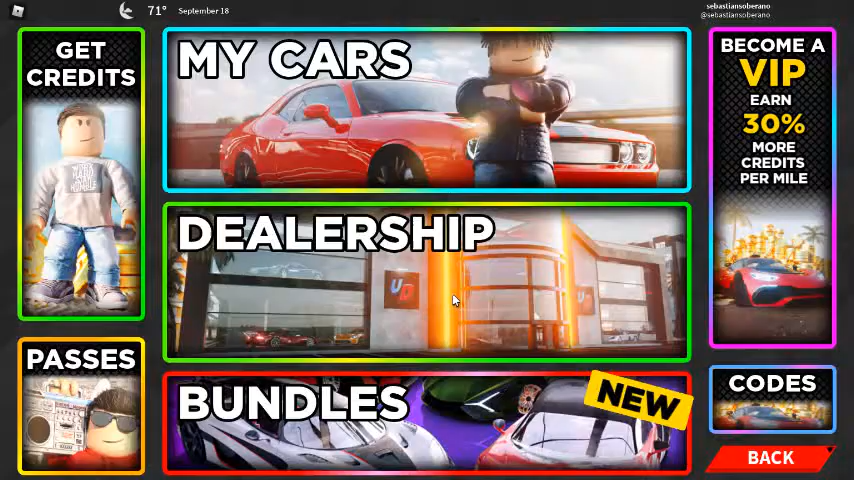 71°
September 18
sebastiansoberano
@sebastiansoberano
GET
CREDITS
MY CARS
BECOME A
VIP
EARN
30%
MORE
CREDITS
PER MILE
DEALERSHIP
UD
PASSES
BUNDLES
NEW
CODES
BACK